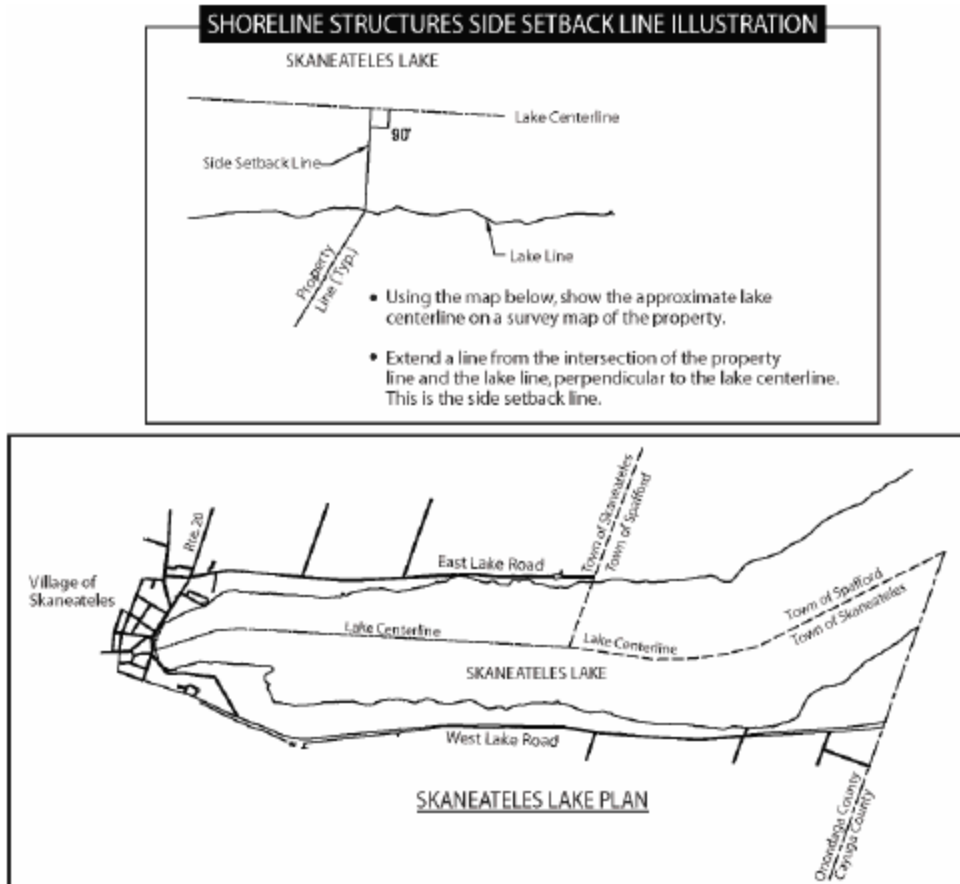 SHORELINE STRUCTURES SIDE SETBACK LINE ILLUSTRATION
SKANEATELES LAKE
Lake Centerline
90°
Side Setback Line
Lake Line
Property
Line (Typ.)
• Using the map below, show the approximate lake
centerline on a survey map of the property.
• Extend a line from the intersection of the property
line and the lake line, perpendicular to the lake centerline.
This is the side setback line.
Town of Skaneateles
Town of Spafford
Rte. 20
East Lake Road
Village of
Skaneateles
Town of Spafford
Town of Skaneateles
Lake Centerline
Lake Centerline
SKANEATELES LAKE
West Lake Road
SKANEATELES LAKE PLAN
Onondaga County
Cayuga County